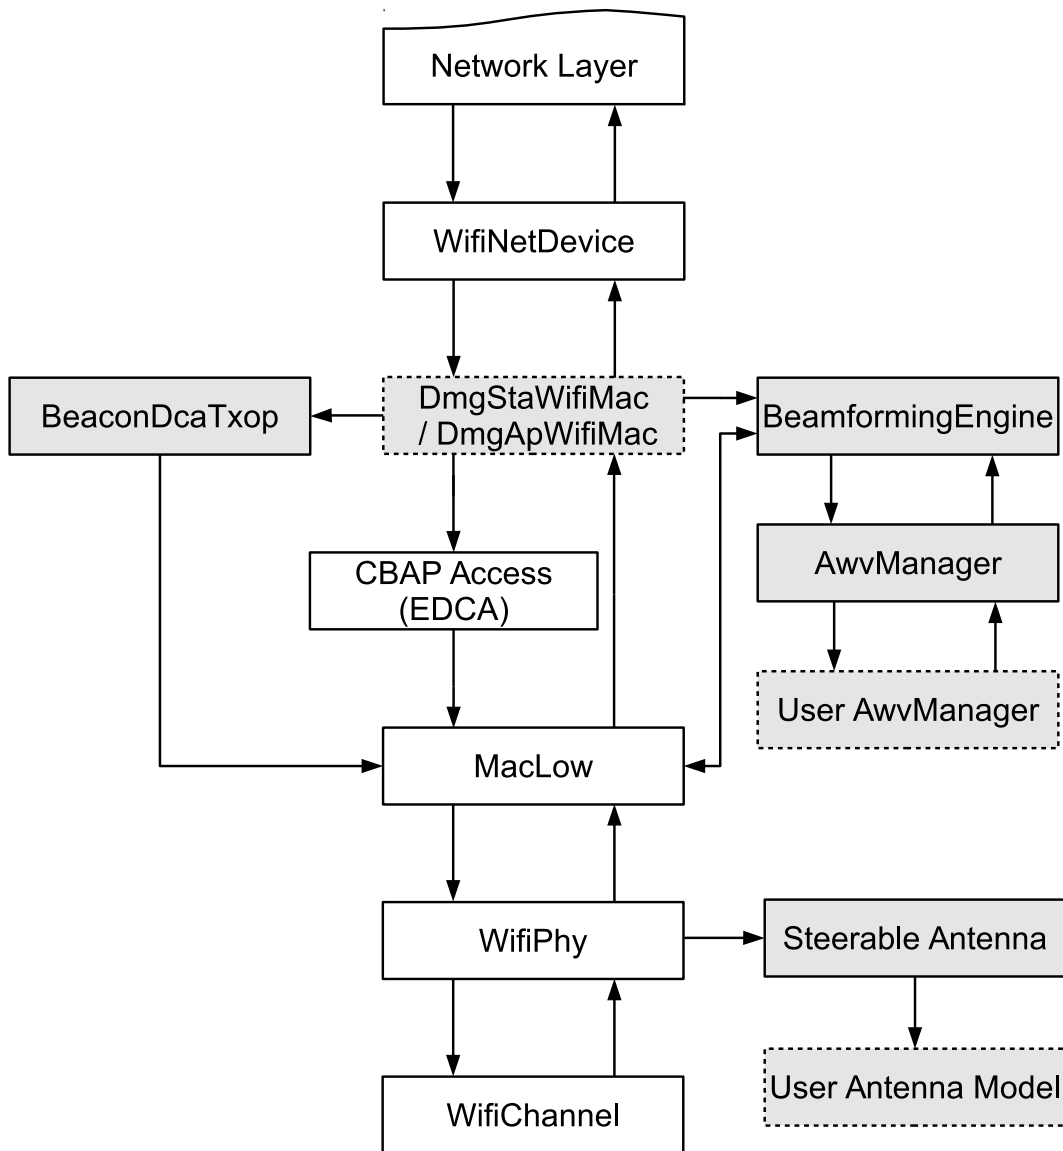 Network Layer
WifiNetDevice
BeaconDcaTxop
DmgStaWifiMac
/ DmgApWifiMac
BeamformingEngine
CBAP Access
(EDCA)
AwvManager
User AwvManager
MacLow
WifiPhy
Steerable Antenna
User Antenna Model
WifiChannel